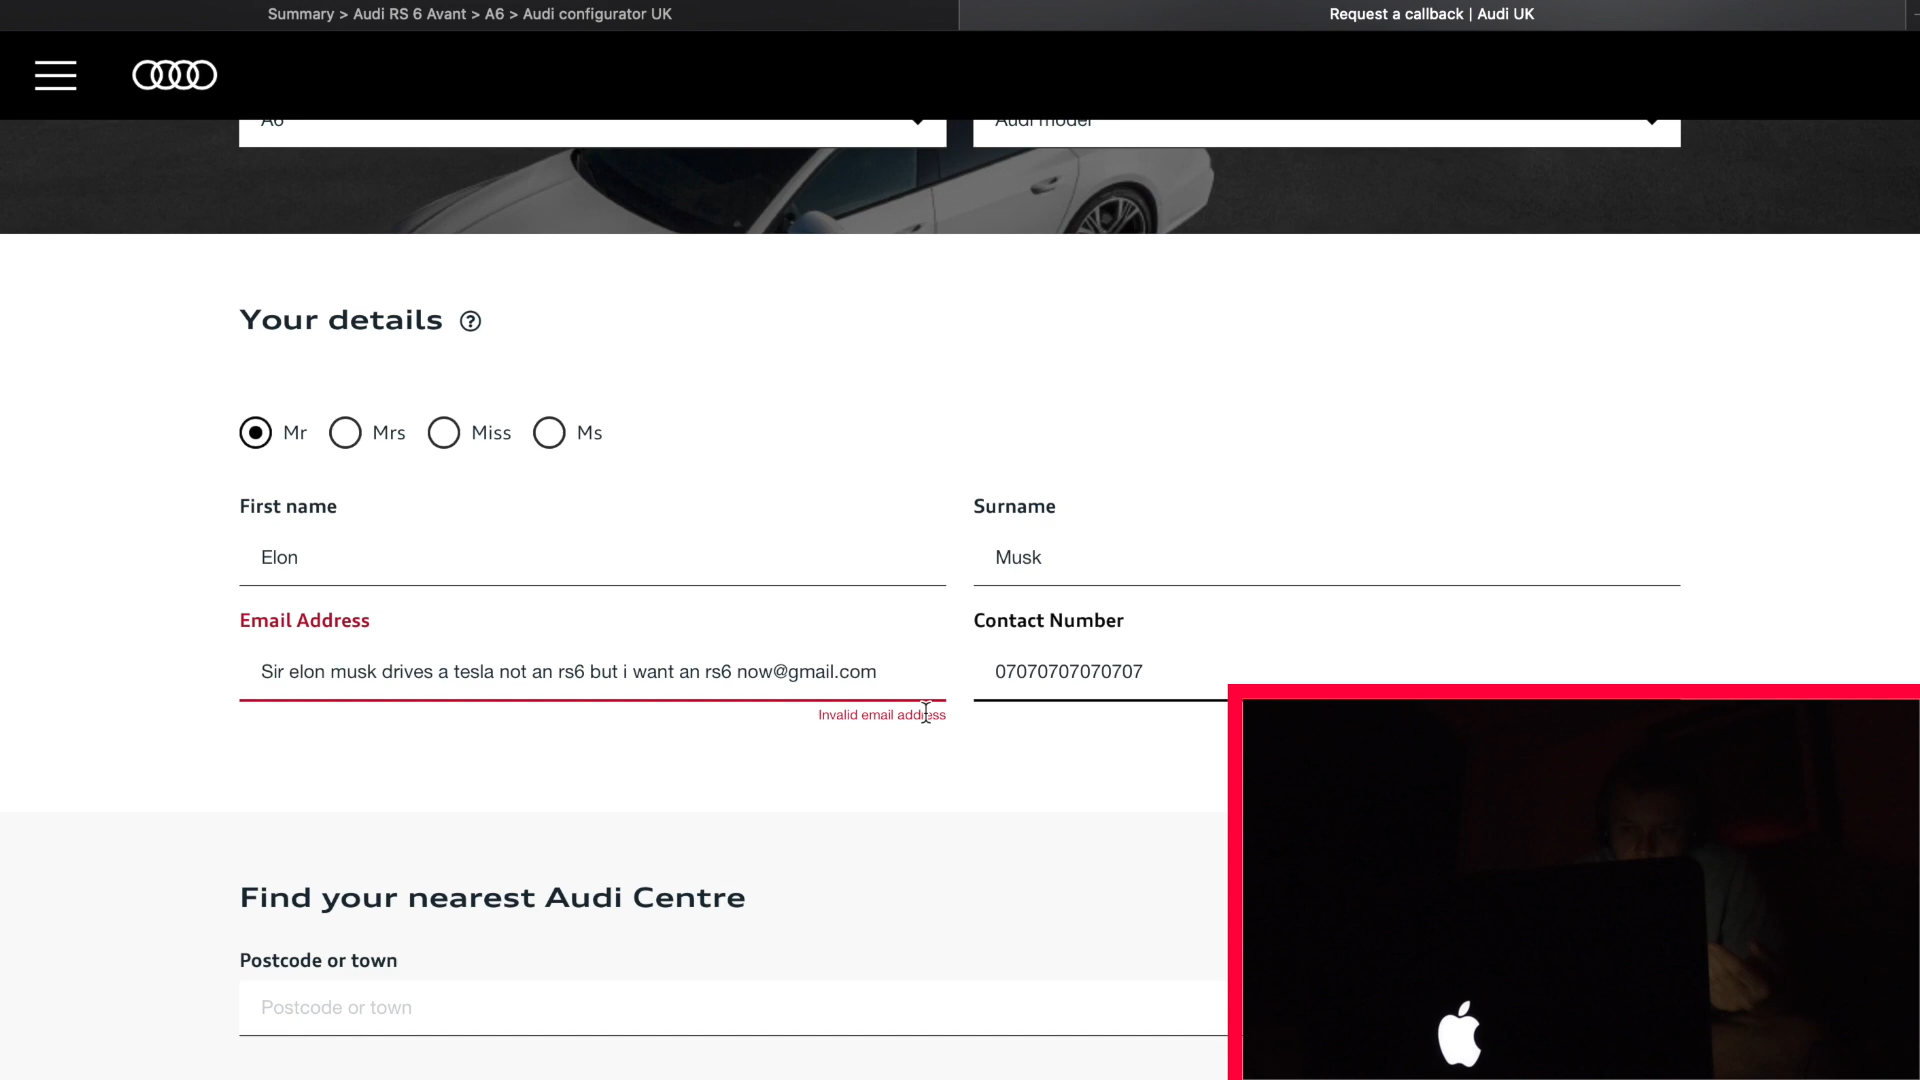 Summary > Audi RS 6 Avant > A6 > Audi configurator UK
Request a callback | Audi UK
A6
Audi model
Your details
Mr
Mrs
Miss
Ms
First name
Surname
Elon
Musk
Email Address
Contact Number
Sir elon musk drives a tesla not an rs6 but i want an rs6 now@gmail.com
07070707070707
Invalid email address
Find your nearest Audi Centre
Postcode or town
Postcode or town